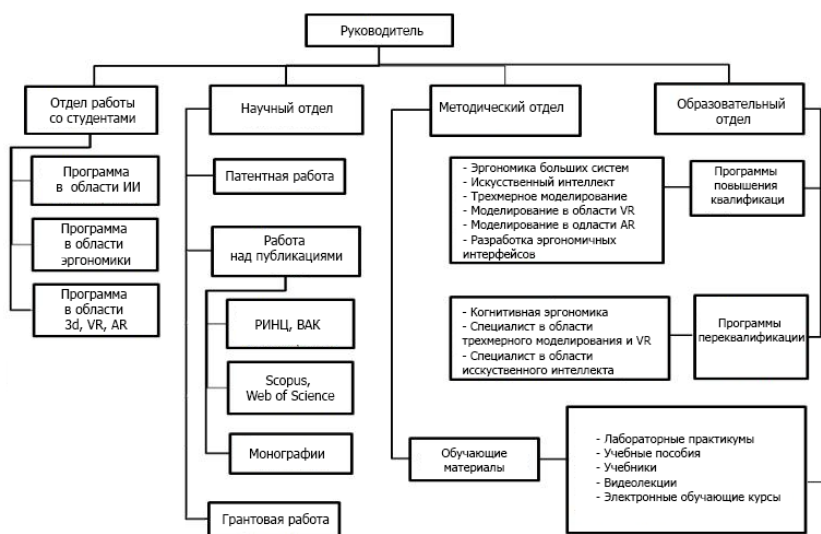 Руководитель
Отдел работы
со студентами
Научный отдел
Методический отдел
Образовательный
отдел
Программа
в области ИИ
Программа
в области
эргономики
Программа
в области
3d, VR, AR
Патентная работа
Работа
над публикациями
РИНЦ, ВАК
Scopus,
Web of Science
Монографии
Грантовая работа
- Эргономика больших систем
- Искусственный интеллект
- Трехмерное моделирование
- Моделирование в области VR
- Моделирование в одласти AR
- Разработка эргономичных
интерфейсов
Программы
повышения
квалификаци
- Когнитивная эргономика
- Специалист в области
трехмерного моделирования и VR
- Специалист в области
исскуственного интеллекта
Программы
переквалификации
Обучающие
материалы
- Лабораторные практикумы
- Учебные пособия
- Учебники
- Видеолекции
- Электронные обучающие курсы